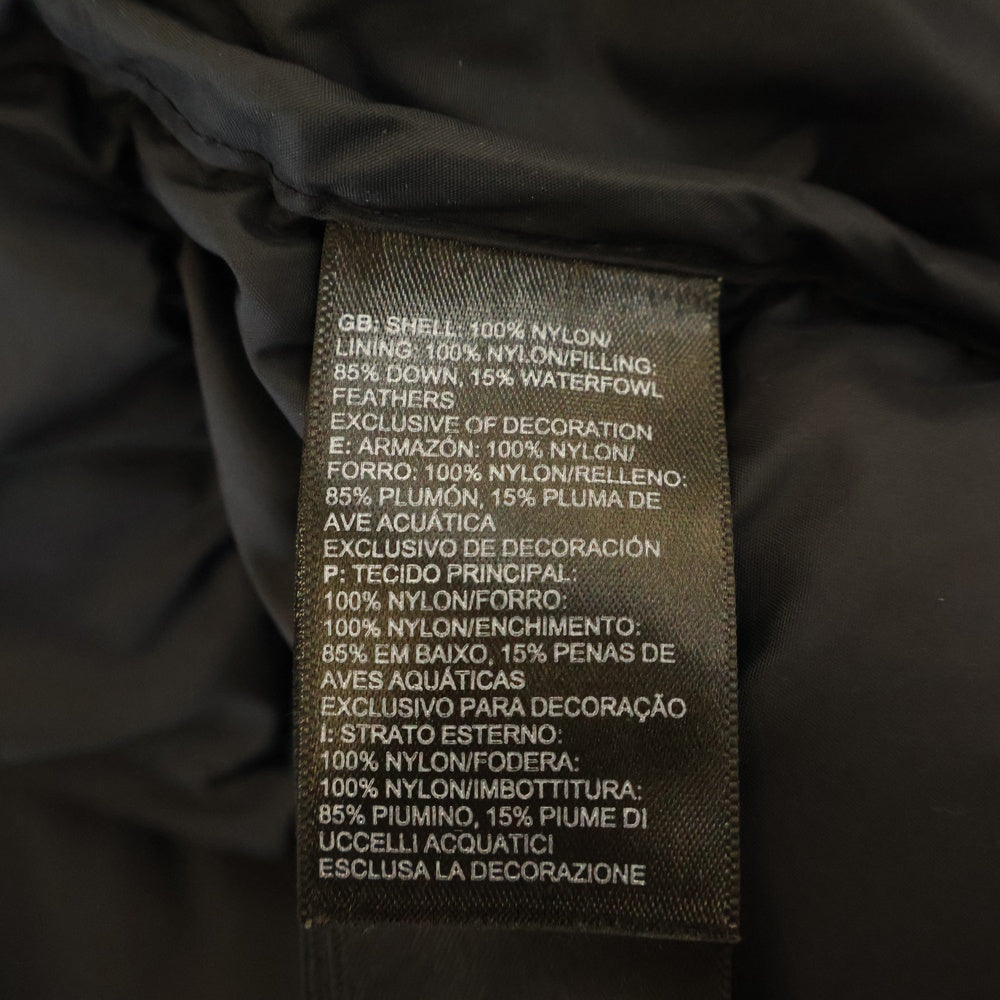 GB: SHELL: 100% NYLON/
LINING: 100% NYLON/FILLING:
85% DOWN, 15% WATERFOWL
FEATHERS
EXCLUSIVE OF DECORATION
E: ARMAZÓN: 100% NYLON/
FORRO: 100% NYLON/RELLENO:
85% PLUMÓN, 15% PLUMA DE
AVE ACUÁTICA
EXCLUSIVO DE DECORACIÓN
P: TECIDO PRINCIPAL:
100% NYLON/FORRO:
100% NYLON/ENCHIMENTO:
85% EM BAIXO, 15% PENAS DE
AVES AQUÁTICAS
EXCLUSIVO PARA DECORAÇÃO
I: STRATO ESTERNO:
100% NYLON/FODERA:
100% NYLON/IMBOTTITURA:
85% PIUMINO, 15% PIUME DI
UCCELLI ACQUATICI
ESCLUSA LA DECORAZIONE